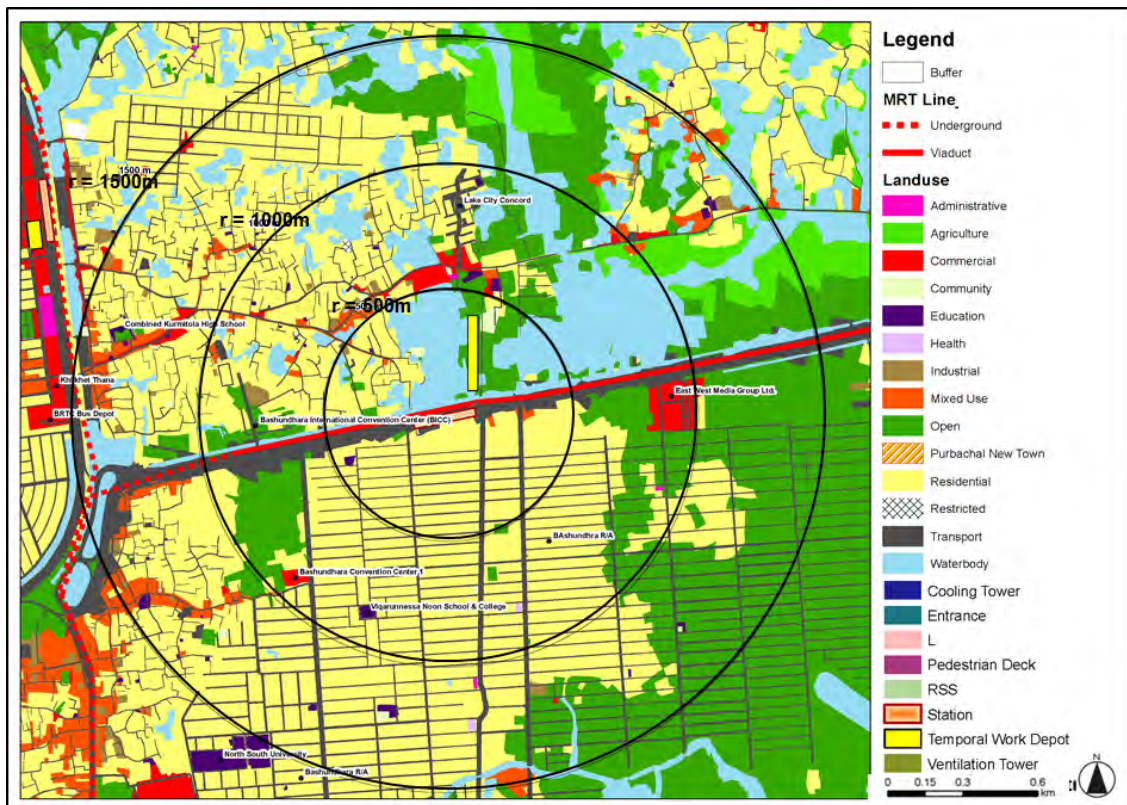 1500 m
r = 1500m
r = 1000m
Lake City Concord
r = 500m
Combined Kurmitola High School
Khilkhet Thana
BRTC Bus Depot
Bashundhara International Convention Center (BICC)
East West Media Group Ltd.
BAshundhra R/A
Bashundhara Convention Center 1
Viqarunnessa Noon School & College
North South University
Bashundhara R/A
Legend
Buffer
MRT Line
Underground
Viaduct
Landuse
Administrative
Agriculture
Commercial
Community
Education
Health
Industrial
Mixed Use
Open
Purbachal New Town
Residential
Restricted
Transport
Waterbody
Cooling Tower
Entrance
L
Pedestrian Deck
RSS
Station
Temporal Work Depot
Ventilation Tower
N
0 0.15 0.3 0.6
km